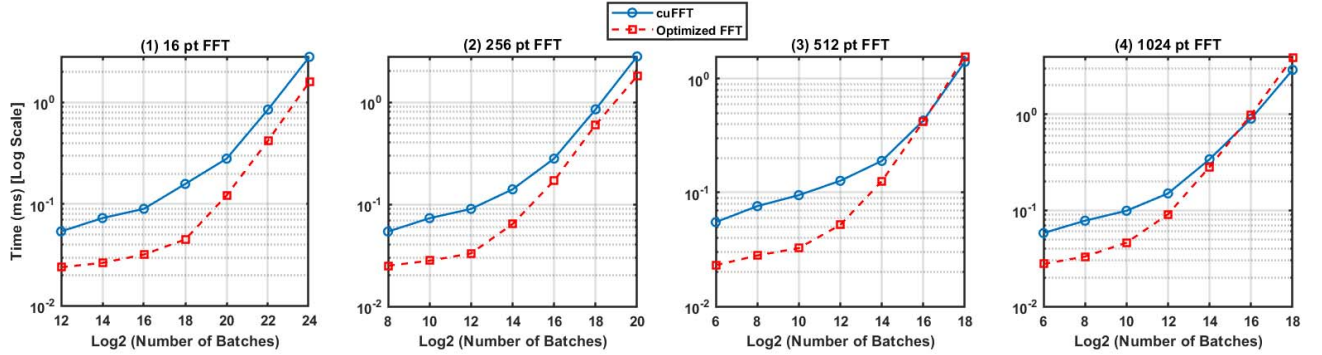 cuFFT
Optimized FFT
(1) 16 pt FFT
Time (ms) [Log Scale]
10^0
10^-1
10^-2
12 14 16 18 20 22 24
Log2 (Number of Batches)
(2) 256 pt FFT
10^0
10^-1
10^-2
8 10 12 14 16 18 20
Log2 (Number of Batches)
(3) 512 pt FFT
10^0
10^-1
10^-2
6 8 10 12 14 16 18
Log2 (Number of Batches)
(4) 1024 pt FFT
10^0
10^-1
10^-2
6 8 10 12 14 16 18
Log2 (Number of Batches)